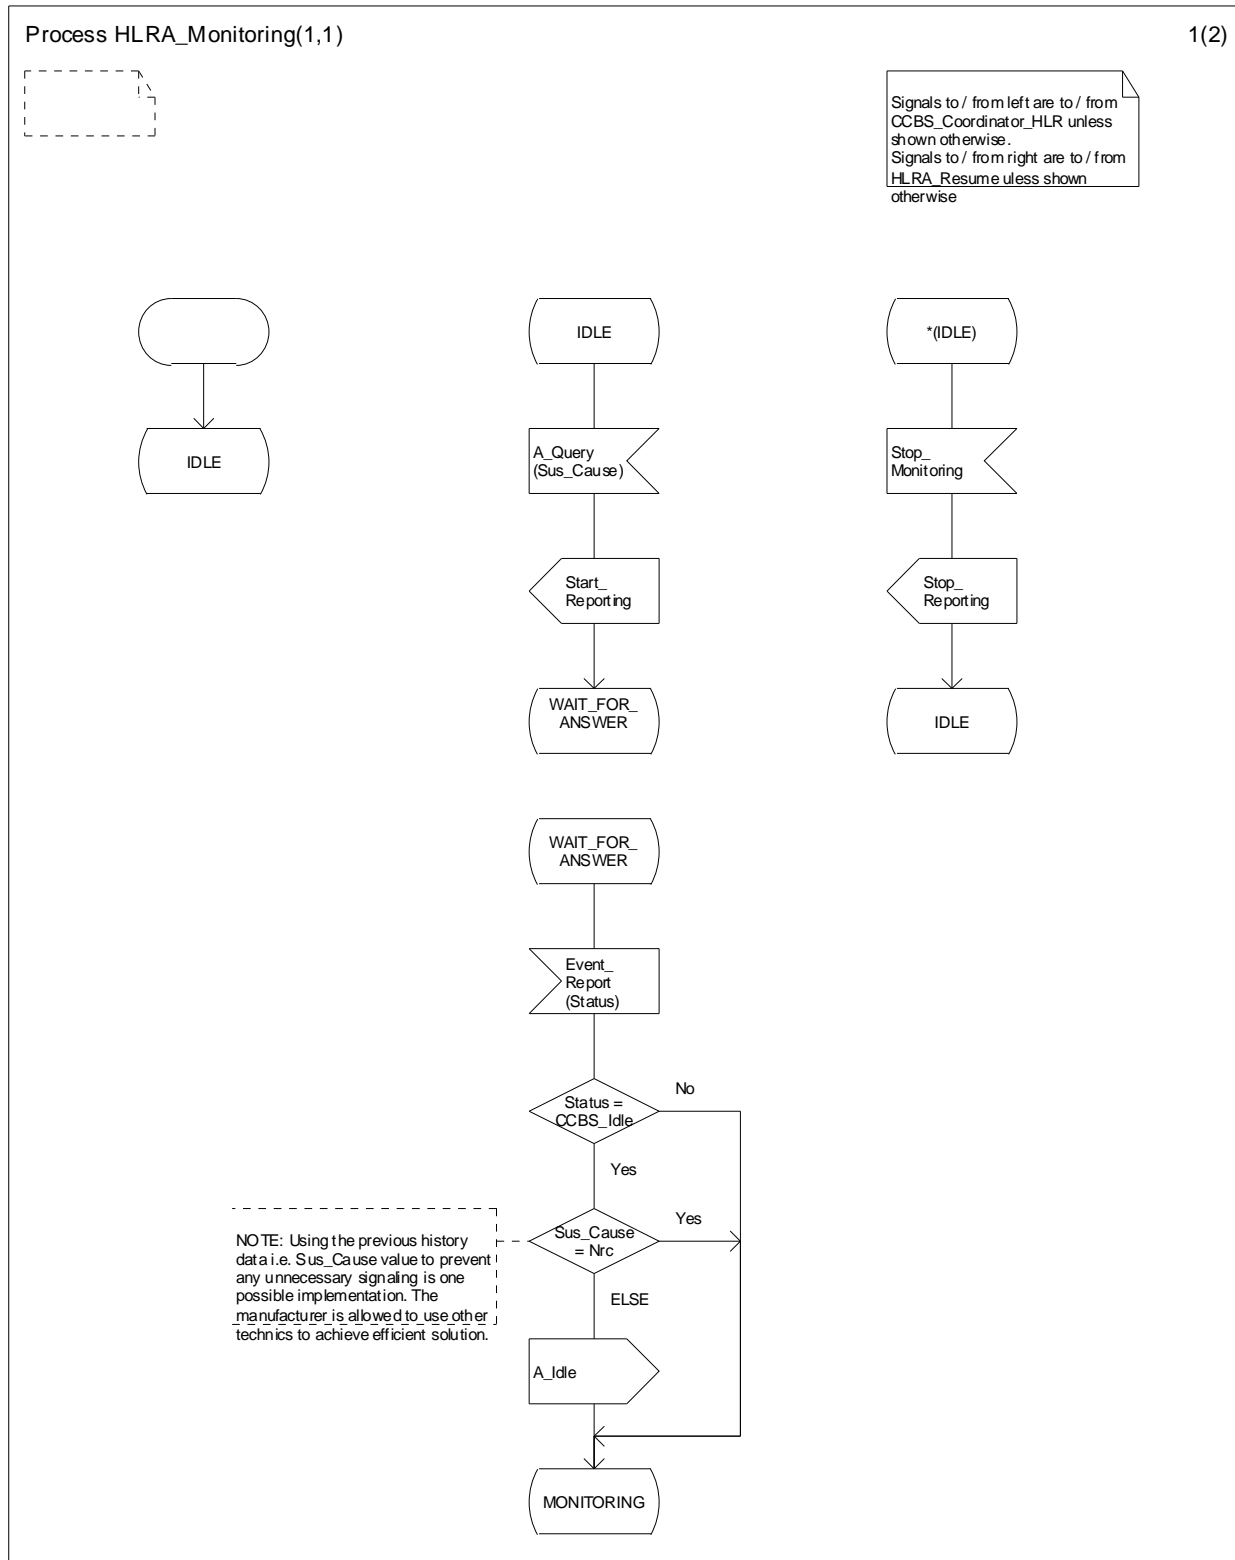 Process HLRA_Monitoring(1,1)
1(2)
Signals to / from left are to / from
CCBS_Coordinator_HLR unless
shown otherwise.
Signals to / from right are to / from
HLRA_Resume uless shown
otherwise
IDLE
*(IDLE)
IDLE
A_Query
(Sus_Cause)
Stop_
Monitoring
Start_
Reporting
Stop_
Reporting
WAIT_FOR_
ANSWER
IDLE
WAIT_FOR_
ANSWER
Event_
Report
(Status)
Status =
CCBS_Idle
No
Yes
Sus_Cause
= Nrc
Yes
NOTE: Using the previous history
data i.e. Sus_Cause value to prevent
any unnecessary signaling is one
possible implementation. The
manufacturer is allowed to use other
technics to achieve efficient solution.
ELSE
A_Idle
MONITORING